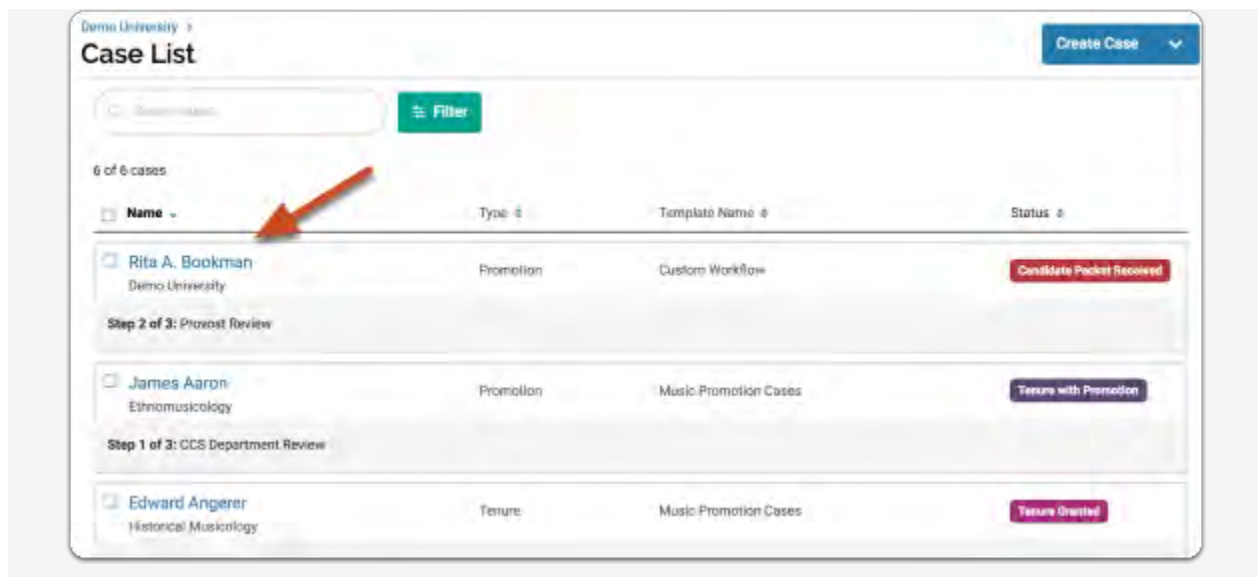 Demo University
Case List
Create Case
Filter
6 of 6 cases
Name
Type
Template Name
Status
Rita A. Bookman
Demo University
Promotion
Custom Workflow
Candidate Packet Received
Step 2 of 3: Provost Review
James Aaron
Ethnomusicology
Promotion
Music Promotion Cases
Tenure with Promotion
Step 1 of 3: CCS Department Review
Edward Angerer
Historical Musicology
Tenure
Music Promotion Cases
Tenure Granted